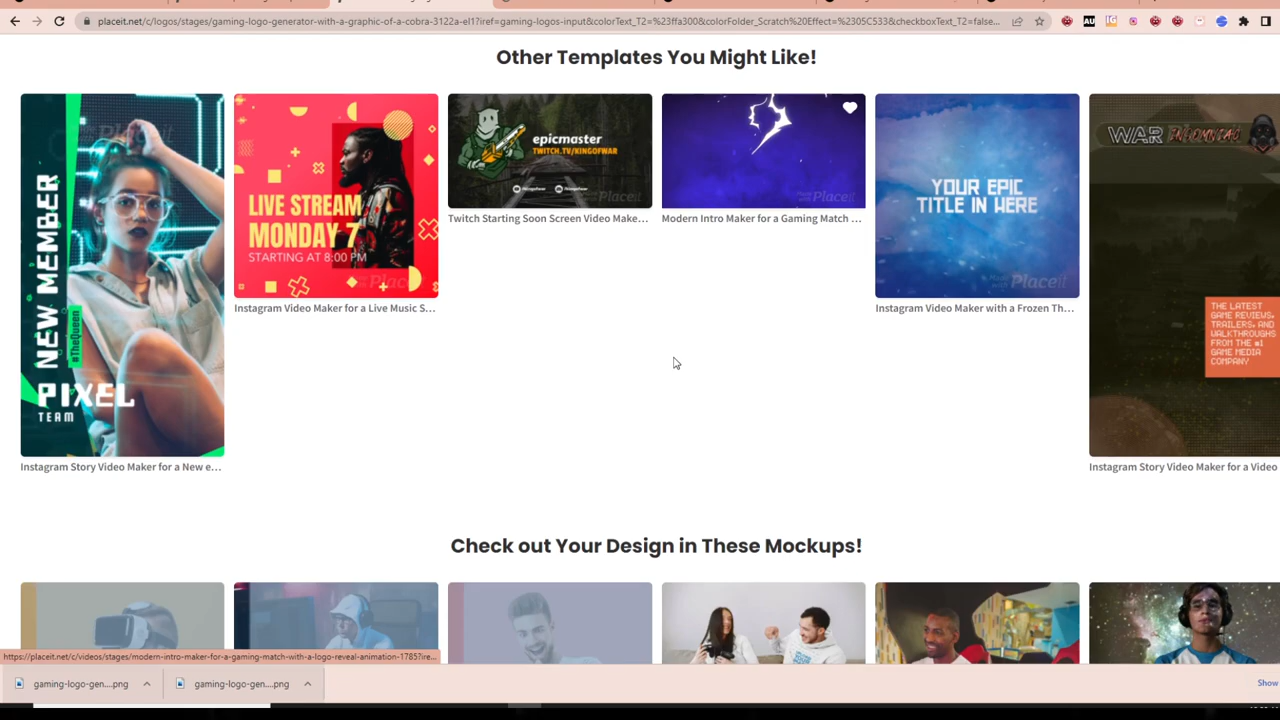 placeit.net/c/logos/stages/gaming-logo-generator-with-a-graphic-of-a-cobra-3122a-el1?iref=gaming-logos-input&colorText_T2=%23ffa300&colorFolder_Scratch%20Effect=%2305C533&checkboxText_T2=false...
Other Templates You Might Like!
NEW MEMBER
#TheQueen
PIXEL
TEAM
Instagram Story Video Maker for a New e...
LIVE STREAM
MONDAY 7
STARTING AT 8:00 PM
Instagram Video Maker for a Live Music S...
epicmaster
TWITCH.TV/KINGOFWAR
Placeit
Twitch Starting Soon Screen Video Make...
Placeit
Modern Intro Maker for a Gaming Match ...
YOUR EPIC
TITLE IN HERE
Placeit
Instagram Video Maker with a Frozen Th...
WAR INSOMNIAC
THE LATEST
GAME REVIEWS,
TRAILERS, AND
WALKTHROUGHS
FROM THE #1
GAME MEDIA
COMPANY
Instagram Story Video Maker for a Video
Check out Your Design in These Mockups!
https://placeit.net/c/videos/stages/modern-intro-maker-for-a-gaming-match-with-a-logo-reveal-animation-1785?ire...
gaming-logo-gen....png
gaming-logo-gen....png
Show